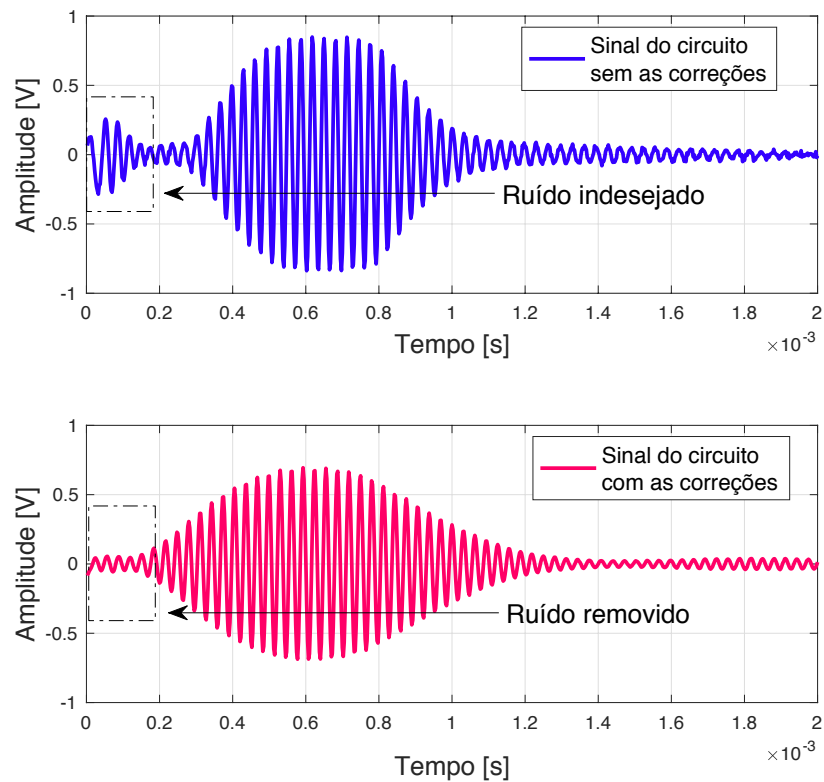 1
0.5
0
-0.5
-1
Amplitude [V]
Sinal do circuito
sem as correções
Ruído indesejado
0 0.2 0.4 0.6 0.8 1 1.2 1.4 1.6 1.8 2
Tempo [s]
×10-3
1
0.5
0
-0.5
-1
Amplitude [V]
Sinal do circuito
com as correções
Ruído removido
0 0.2 0.4 0.6 0.8 1 1.2 1.4 1.6 1.8 2
Tempo [s]
×10-3